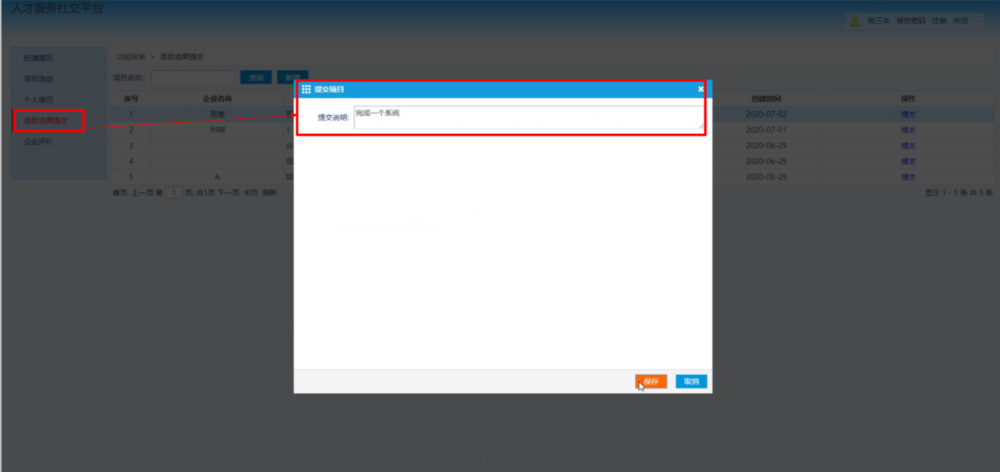 人才服务社交平台
张三丰 修改密码 注销 关闭
投递简历
功能菜单 > 项目成果提交
项目选定
项目名称: 查询 新增
提交项目
个人简历
序号 企业名称 创建时间 操作
项目成果提交
1 百度 2020-07-02 提交
提交说明: 完成一个系统
2 99网 1 2020-07-01 提交
企业评价
3 2020-06-29 提交
4 项 2020-06-29 提交
5 A 项 2020-06-29 提交
首页 上一页 第 1 页,共1页 下一页 末页 刷新 显示 1 - 5 条 共 5 条
保存 取消